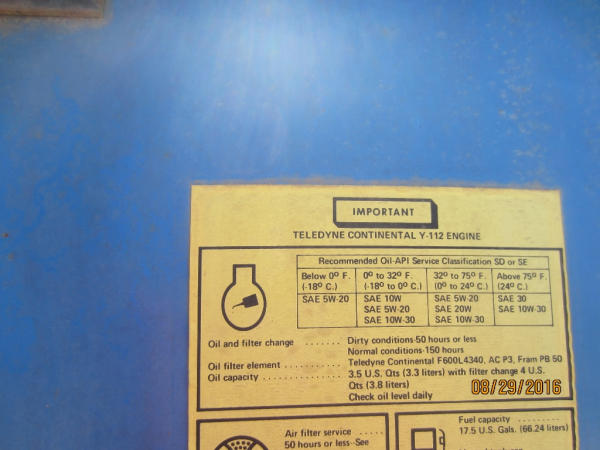 IMPORTANT
TELEDYNE CONTINENTAL Y-112 ENGINE
Recommended Oil-API Service Classification SD or SE
Below 0° F. 0° to 32° F. 32° to 75° F. Above 75° F.
(-18° C.) (-18° to 0° C.) (0° to 24° C.) (24° C.)
SAE 5W-20 SAE 10W SAE 5W-20 SAE 30
SAE 5W-20 SAE 20W SAE 10W-30
SAE 10W-30 SAE 10W-30
Oil and filter change ....... Dirty conditions-50 hours or less
Normal conditions-150 hours
Oil filter element ........... Teledyne Continental F600L4340, AC P3, Fram PB 50
Oil capacity ............. 3.5 U.S. Qts (3.3 liters) with filter change 4 U.S.
Qts (3.8 liters)
Check oil level daily
08/29/2016
Air filter service .....
50 hours or less--See
Fuel capacity .........
17.5 U.S. Gals. (66.24 liters)